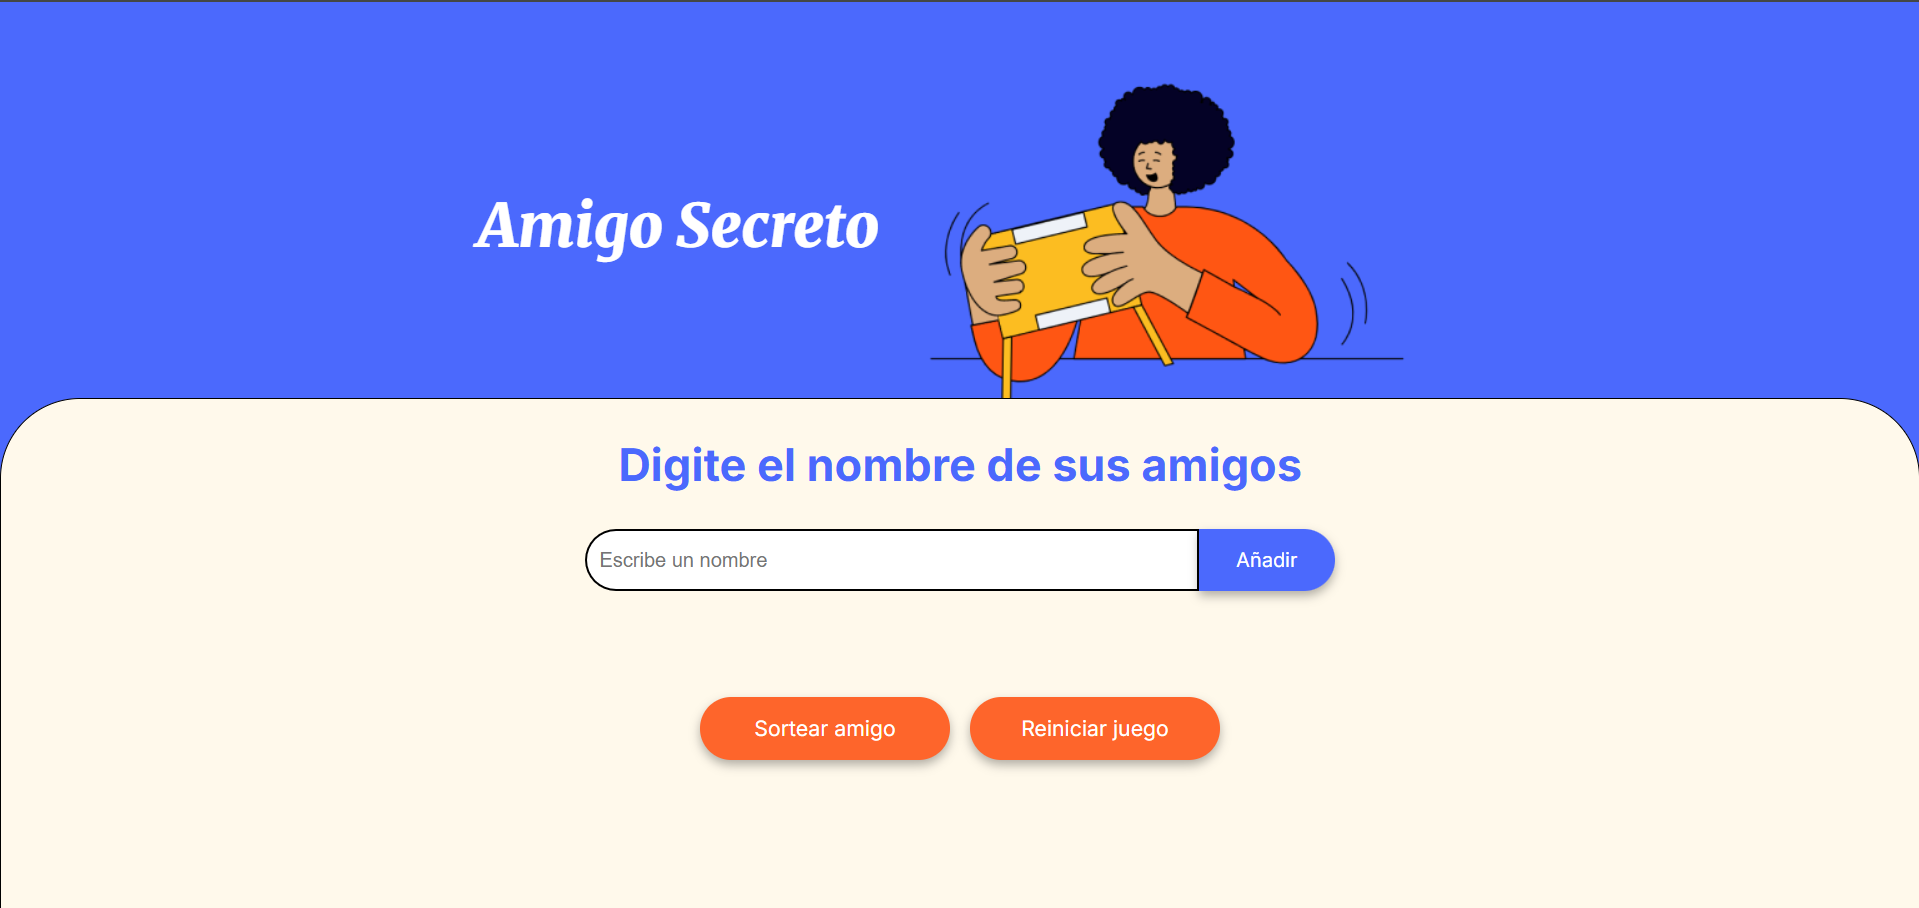 Amigo Secreto
Digite el nombre de sus amigos
Escribe un nombre
Añadir
Sortear amigo
Reiniciar juego